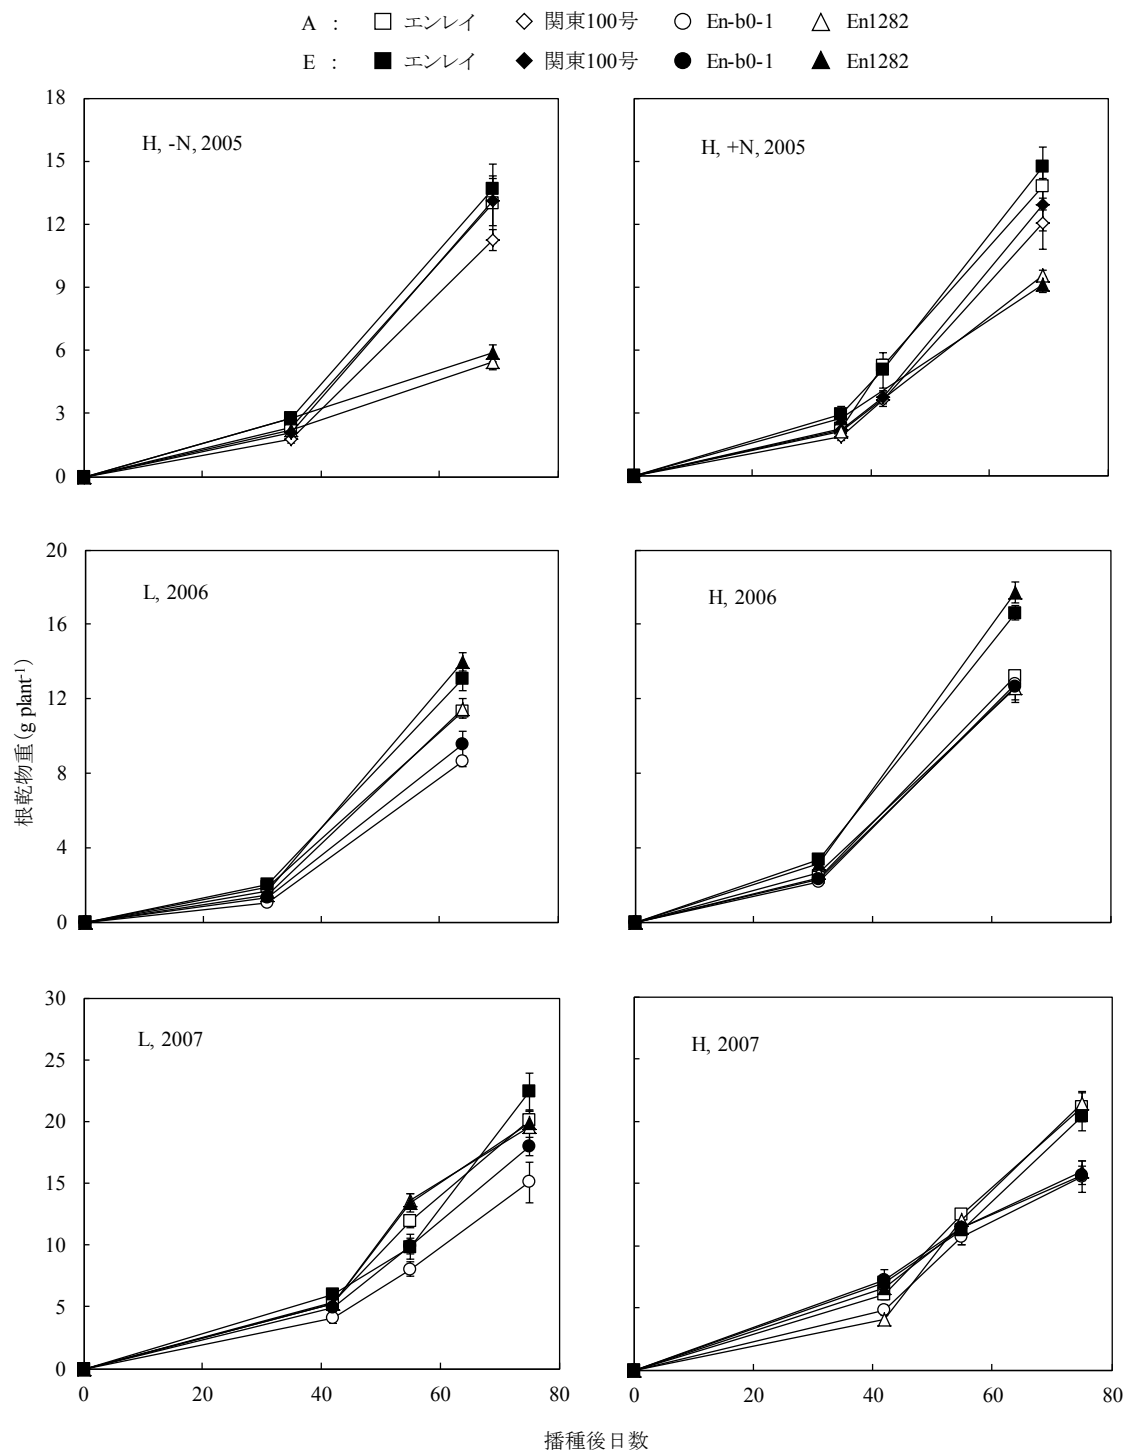 A : □ エンレイ ◇ 関東100号 ○ En-b0-1 △ En1282
E : ■ エンレイ ◆ 関東100号 ● En-b0-1 ▲ En1282
18
15
12
9
6
3
0
H, -N, 2005
H, +N, 2005
20
16
12
8
4
0
L, 2006
H, 2006
根乾物重(g plant⁻¹)
30
25
20
15
10
5
0
L, 2007
H, 2007
0 20 40 60 80
0 20 40 60 80
播種後日数